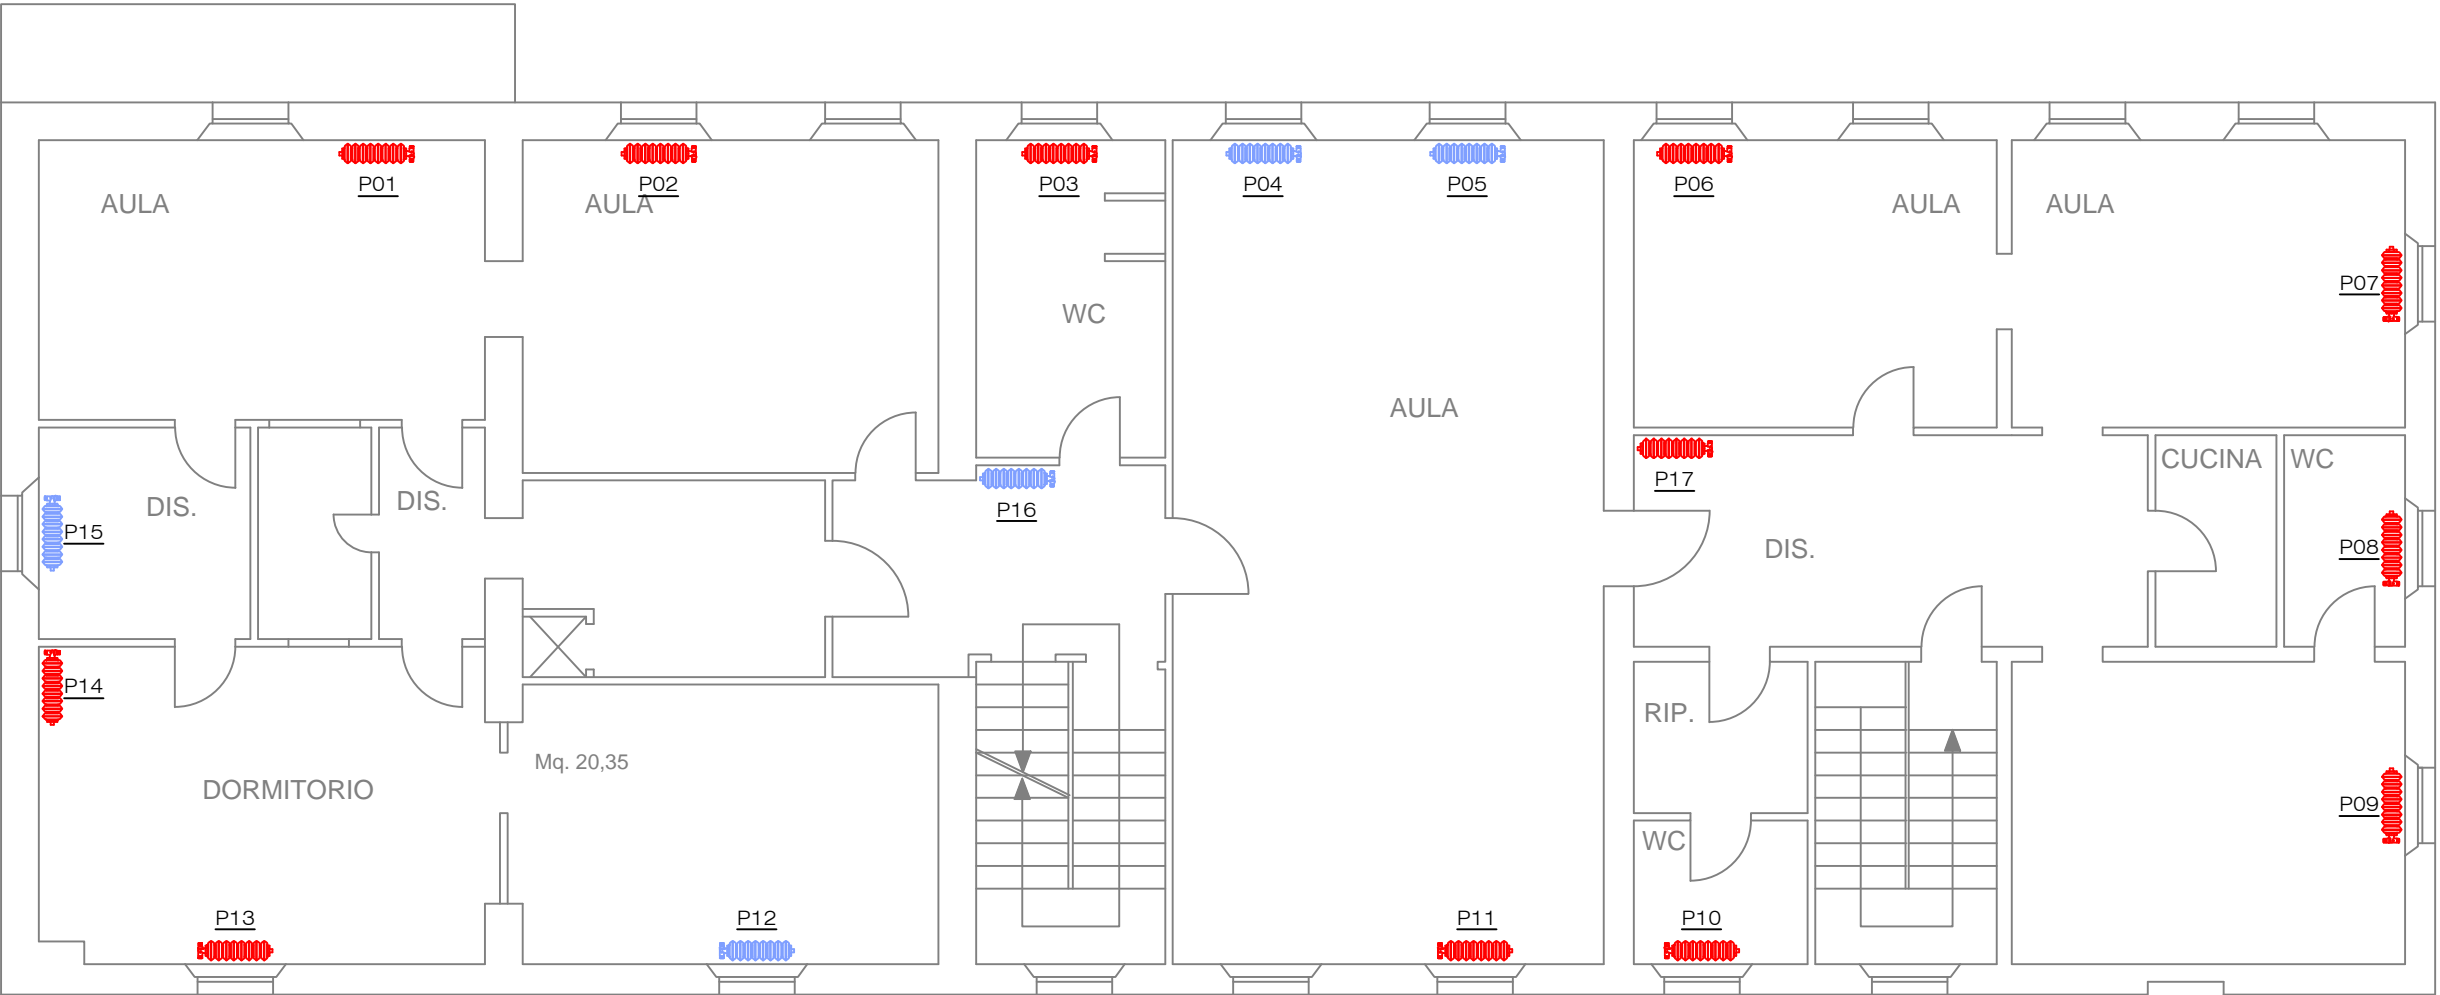 P01
P02
P03
P04
P05
P06
AULA
AULA
AULA
AULA
P07
WC
AULA
CUCINA
WC
P17
DIS.
DIS.
P16
P15
DIS.
P08
P14
RIP.
Mq. 20,35
DORMITORIO
P09
WC
P13
P12
P11
P10